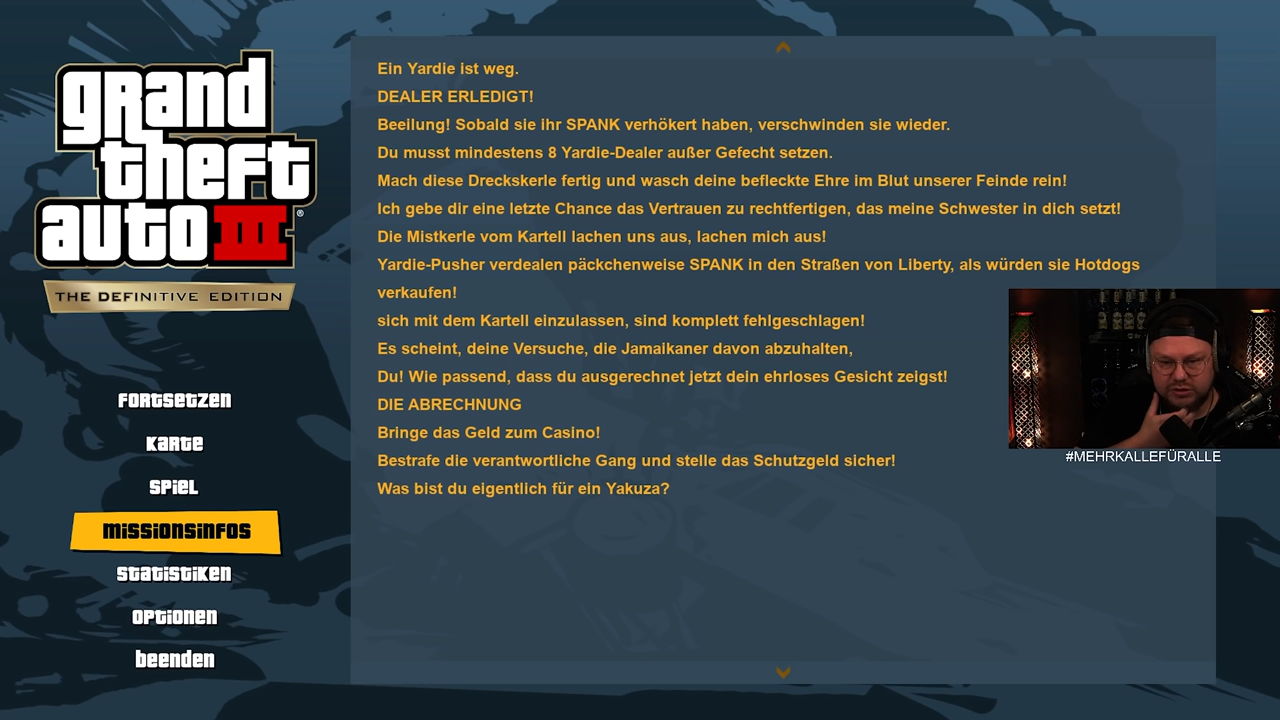 grand
theft
auto III
®
THE DEFINITIVE EDITION
fortsetzen
Karte
Spiel
Missionsinfos
Statistiken
Optionen
beenden
Ein Yardie ist weg.
DEALER ERLEDIGT!
Beeilung! Sobald sie ihr SPANK verhökert haben, verschwinden sie wieder.
Du musst mindestens 8 Yardie-Dealer außer Gefecht setzen.
Mach diese Dreckskerle fertig und wasch deine befleckte Ehre im Blut unserer Feinde rein!
Ich gebe dir eine letzte Chance das Vertrauen zu rechtfertigen, das meine Schwester in dich setzt!
Die Mistkerle vom Kartell lachen uns aus, lachen mich aus!
Yardie-Pusher verdealen päckchenweise SPANK in den Straßen von Liberty, als würden sie Hotdogs
verkaufen!
sich mit dem Kartell einzulassen, sind komplett fehlgeschlagen!
Es scheint, deine Versuche, die Jamaikaner davon abzuhalten,
Du! Wie passend, dass du ausgerechnet jetzt dein ehrloses Gesicht zeigst!
DIE ABRECHNUNG
Bringe das Geld zum Casino!
Bestrafe die verantwortliche Gang und stelle das Schutzgeld sicher!
Was bist du eigentlich für ein Yakuza?
#MEHRKALLEFÜRALLE